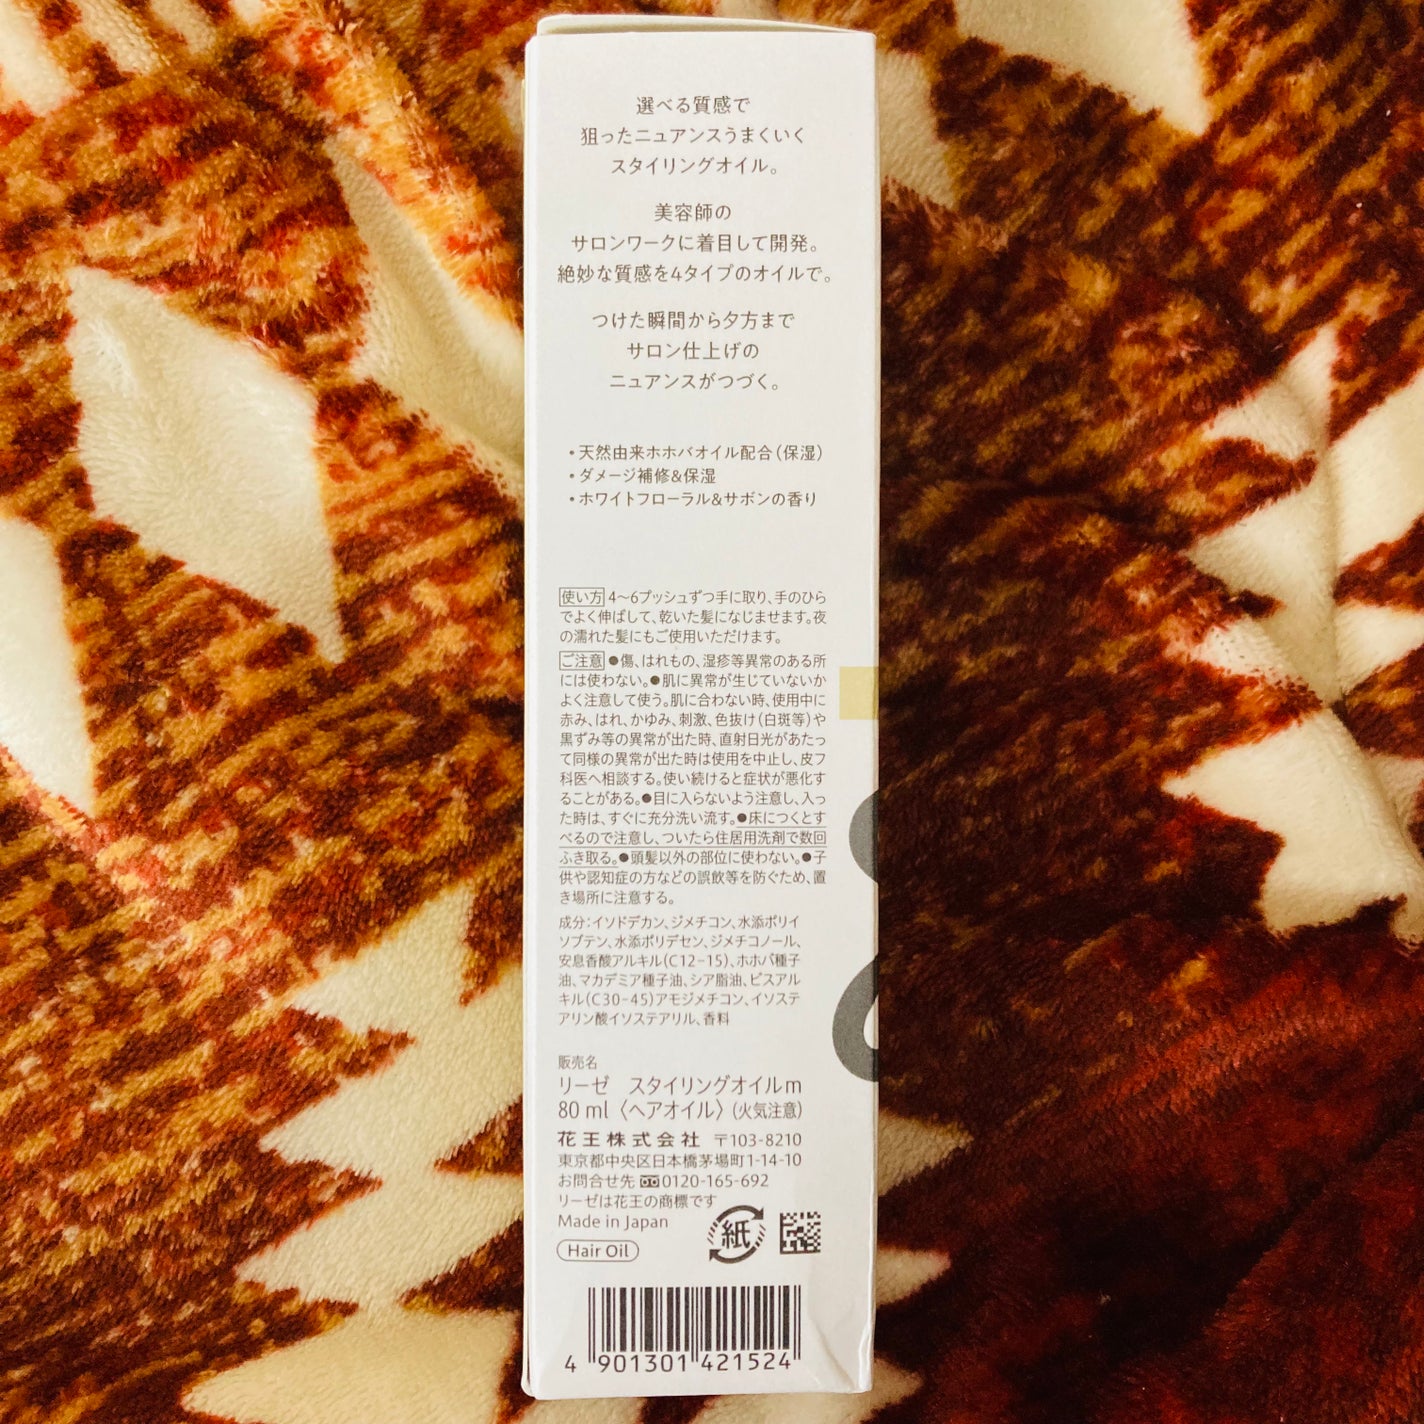 選べる質感で
狙ったニュアンスうまくいく
スタイリングオイル。
美容師の
サロンワークに着目して開発。
絶妙な質感を4タイプのオイルで。
つけた瞬間から夕方まで
サロン仕上げの
ニュアンスがつづく。
•天然由来ホホバオイル配合(保湿)
•ダメージ補修&保湿
•ホワイトフローラル&サボンの香り
使い方 4〜6プッシュずつ手に取り、手のひら
でよく伸ばして、乾いた髪になじませます。夜
の濡れた髪にもご使用いただけます。
ご注意 ●傷、はれもの、湿疹等異常のある所
には使わない。●肌に異常が生じていないか
よく注意して使う。肌に合わない時、使用中に
赤み、はれ、かゆみ、刺激、色抜け(白斑等)や
黒ずみ等の異常が出た時、直射日光があたっ
て同様の異常が出た時は使用を中止し、皮フ
科医へ相談する。使い続けると症状が悪化す
ることがある。●目に入らないよう注意し、入っ
た時は、すぐに充分洗い流す。●床につくとす
べるので注意し、ついたら住居用洗剤で数回
ふき取る。●頭髪以外の部位に使わない。●子
供や認知症の方などの誤飲等を防ぐため、置
き場所に注意する。
成分:イソドデカン、ジメチコン、水添ポリイ
ソブテン、水添ポリデセン、ジメチコノール、
安息香酸アルキル(C12-15)、ホホバ種子
油、マカデミア種子油、シア脂油、ビスアル
キル(C30-45)アモジメチコン、イソステ
アリン酸イソステアリル、香料
販売名
リーゼ　スタイリングオイルm
80ml〈ヘアオイル〉(火気注意)
花王株式会社 〒103-8210
東京都中央区日本橋茅場町1-14-10
お問合せ先 0120-165-692
リーゼは花王の商標です
Made in Japan
紙
Hair Oil
4 901301 421524